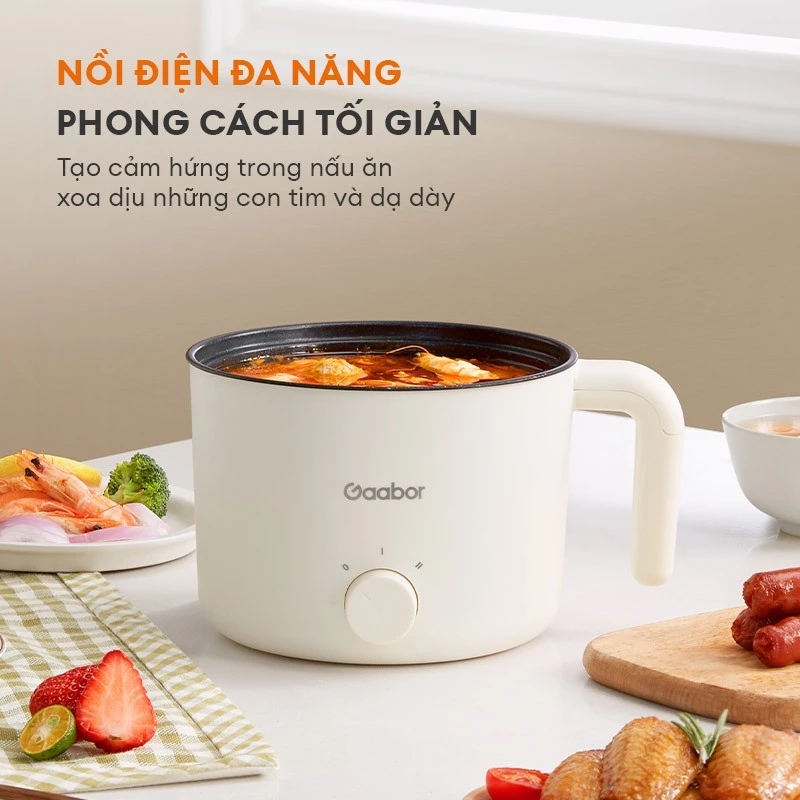 NỒI ĐIỆN ĐA NĂNG
PHONG CÁCH TỐI GIẢN
Tạo cảm hứng trong nấu ăn
xoa dịu những con tim và dạ dày
Gaabor
O I II